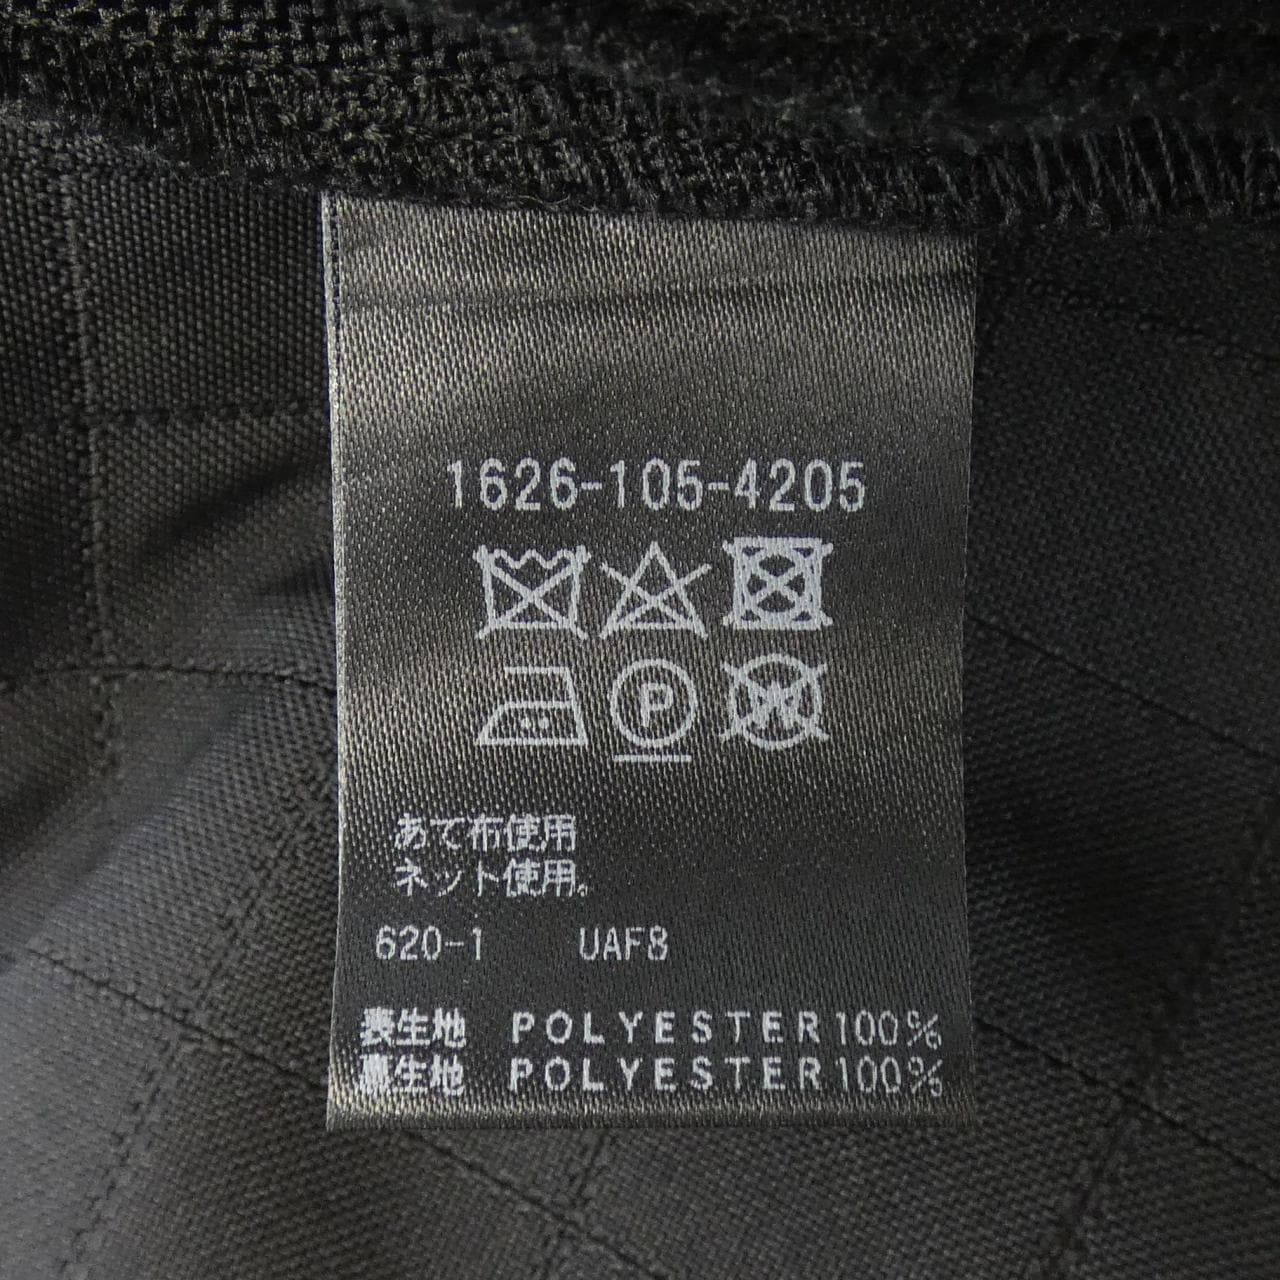 1626-105-4205
P W
あて布使用
ネット使用。
620-1 UAF8
表生地 POLYESTER100%
裏生地 POLYESTER100%